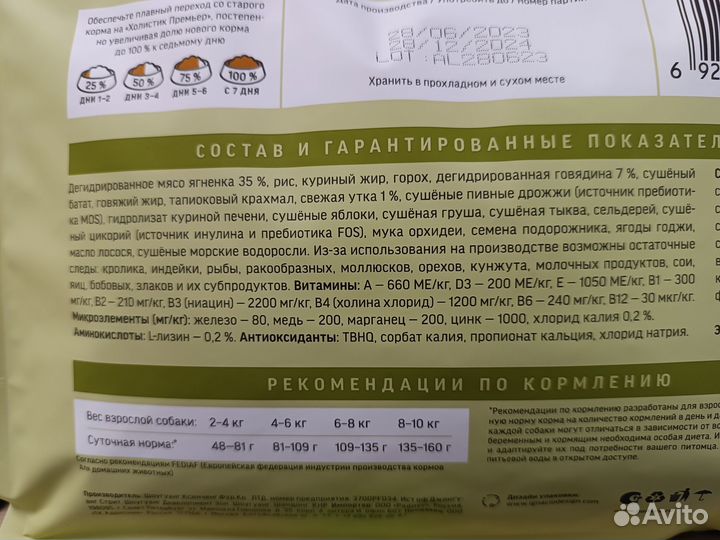 Обеспечьте плавный переход со старого
корма на «Холистик Премьер», постепен-
но увеличивая долю нового корма
до 100 % к седьмому дню
25 % 50 % 75 % 100 %
ДНИ 1-2 ДНИ 3-4 ДНИ 5-6 С 7 ДНЯ
Дата производства / Употребить до / Номер партии
28/06/2023
28/12/2024
LOT: AL280623
Хранить в прохладном и сухом месте
6 92
СОСТАВ И ГАРАНТИРОВАННЫЕ ПОКАЗАТЕЛ
Дегидрированное мясо ягненка 35 %, рис, куриный жир, горох, дегидрированная говядина 7 %, сушёный
батат, говяжий жир, тапиоковый крахмал, свежая утка 1 %, сушёные пивные дрожжи (источник пребиоти-
ка MOS), гидролизат куриной печени, сушёные яблоки, сушёная груша, сушёная тыква, сельдерей, сушё-
ный цикорий (источник инулина и пребиотика FOS), мука орхидеи, семена подорожника, ягоды годжи,
масло лосося, сушёные морские водоросли. Из-за использования на производстве возможны остаточные
следы: кролика, индейки, рыбы, ракообразных, моллюсков, орехов, кунжута, молочных продуктов, сои,
яиц, бобовых, злаков и их субпродуктов. Витамины: А – 660 МЕ/кг, D3 – 200 МЕ/кг, Е – 1050 МЕ/кг, В1 – 300
мг/кг, В2 – 210 мг/кг, В3 (ниацин) – 2200 мг/кг, В4 (холина хлорид) – 1200 мг/кг, В6 – 240 мг/кг, В12 – 30 мкг/кг.
Микроэлементы (мг/кг): железо – 80, медь – 200, марганец – 200, цинк – 1000, хлорид калия 0,2 %.
Аминокислоты: L-лизин – 0,2 %. Антиоксиданты: TBHQ, сорбат калия, пропионат кальция, хлорид натрия.
РЕКОМЕНДАЦИИ ПО КОРМЛЕНИЮ
Вес взрослой собаки: 2-4 кг 4-6 кг 6-8 кг 8-10 кг
Суточная норма:* 48-81 г 81-109 г 109-135 г 135-160 г
Согласно рекомендации FEDIAF (Европейская федерация индустрии производства кормов
для домашних животных)
*Рекомендации по кормлению разработаны для взрос
ную норму корма на количество кормлений в день и д
каждой собаки могут отличаться в зависимости от во
беременным и кормящим необходима особая диета. И
и адаптируйте их под потребности вашего питомца.
питьевой воды в открытом доступе.
Дизайн упаковки:
Avito